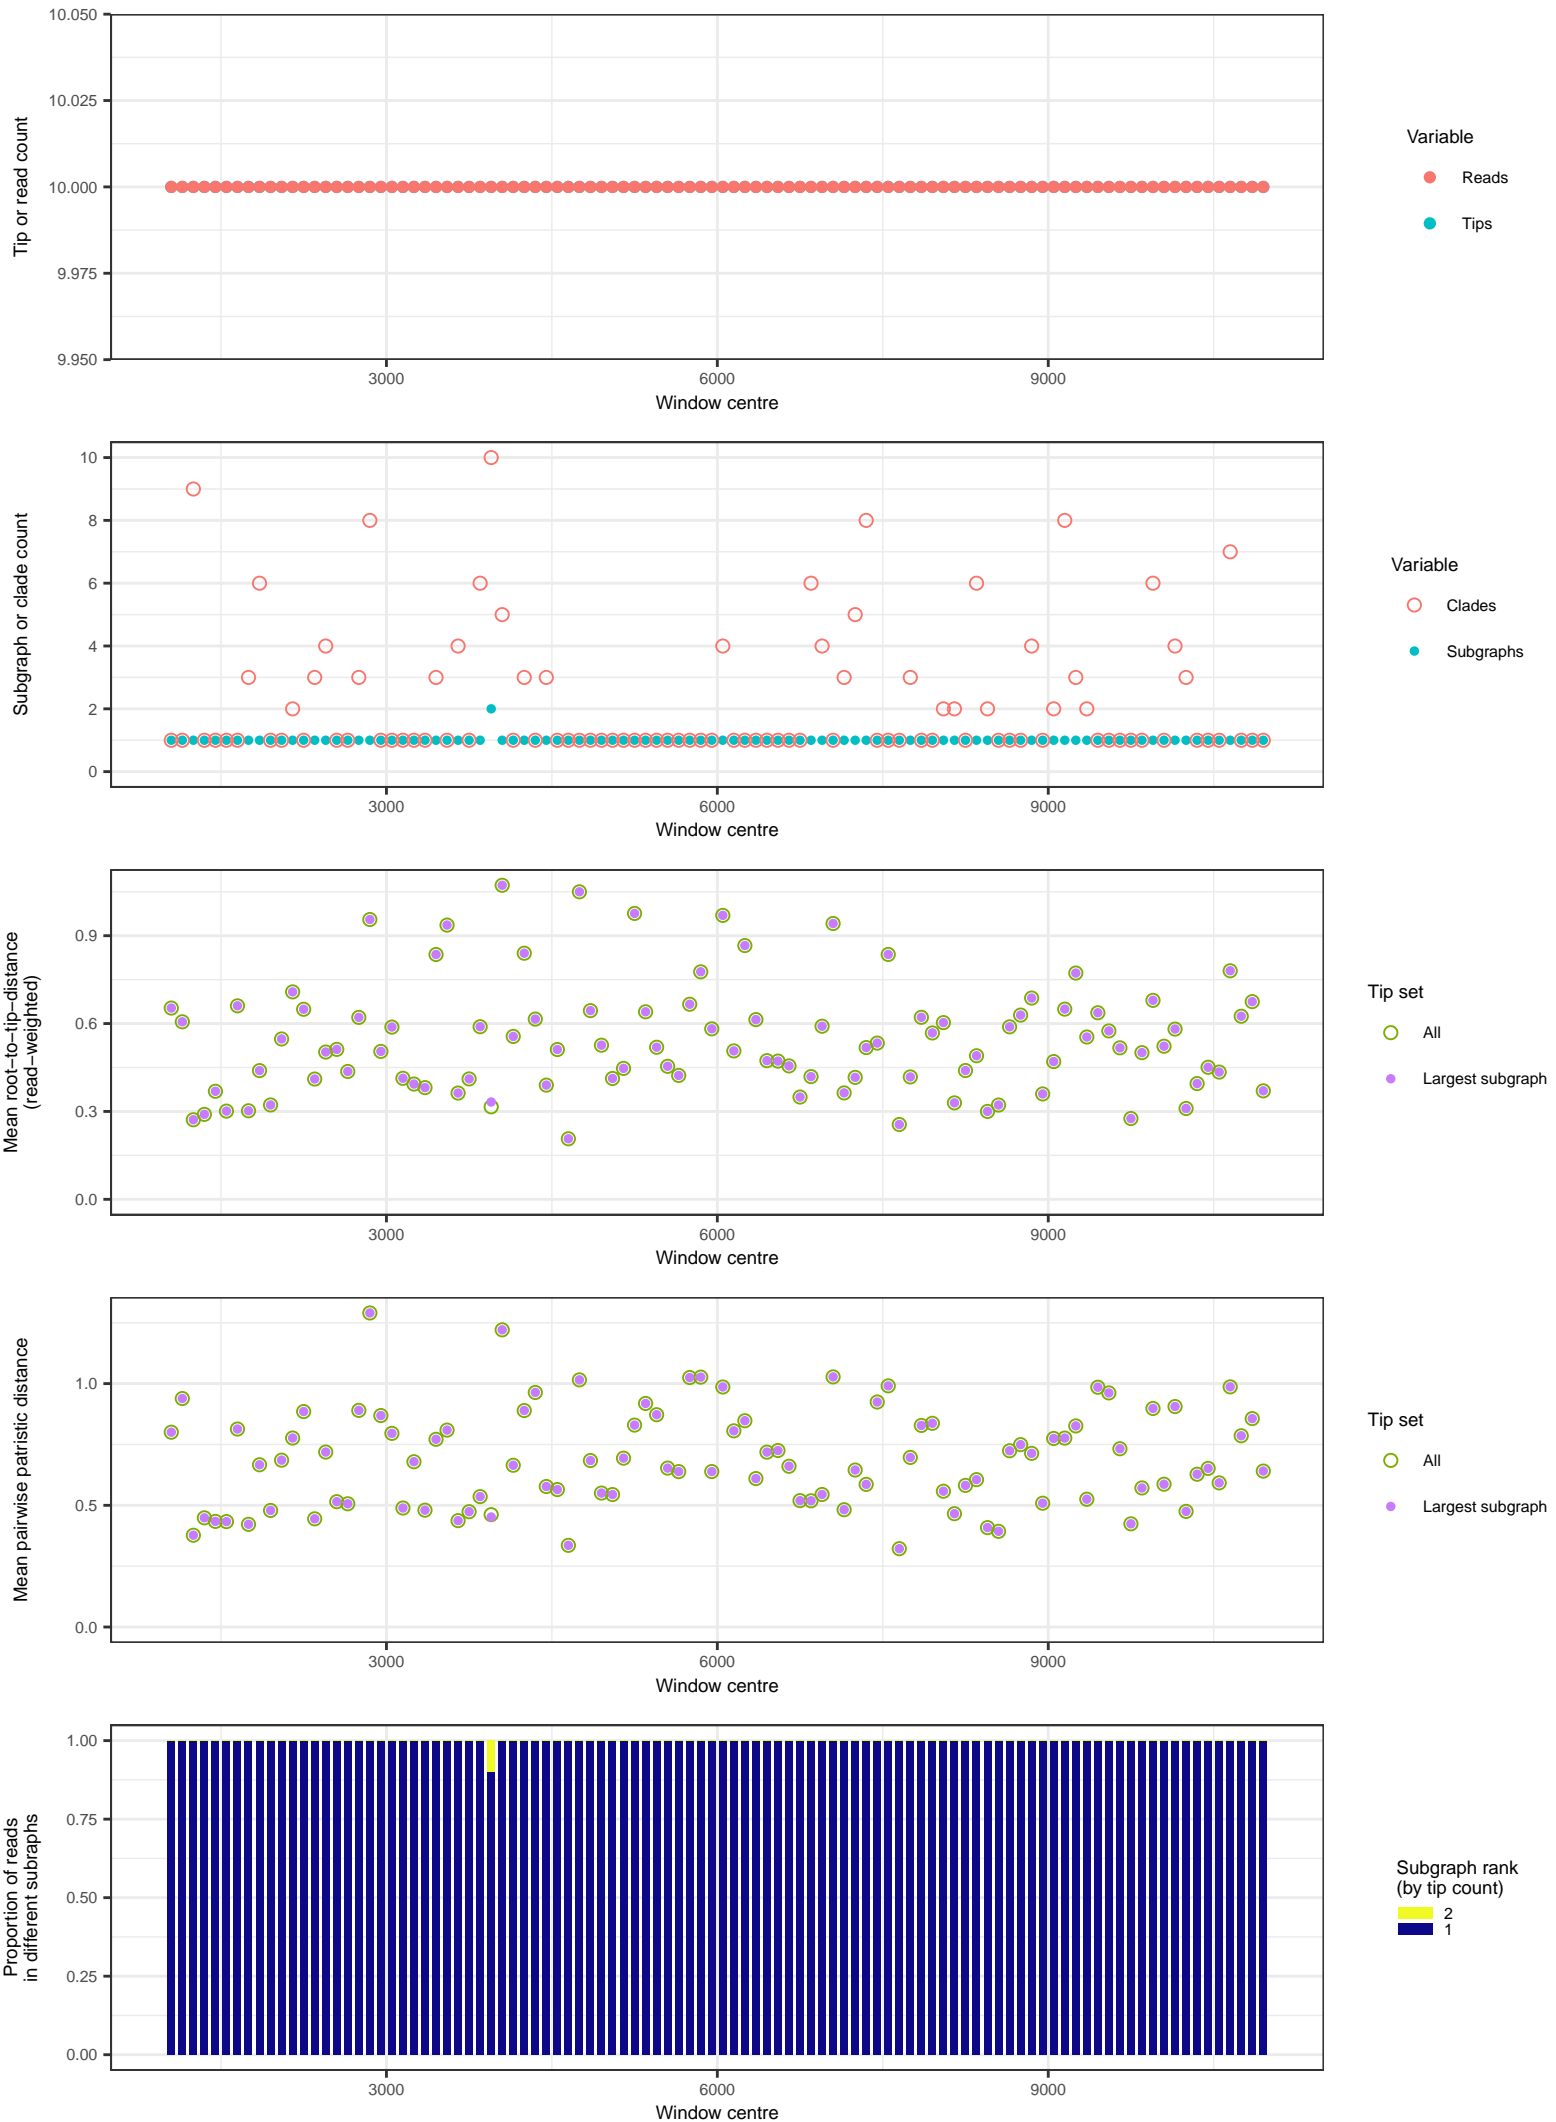 10.050
10.025
10.000
9.975
9.950
Tip or read count
3000 6000 9000
Window centre
Variable
Reads
Tips
10
8
6
4
2
0
Subgraph or clade count
3000 6000 9000
Window centre
Variable
Clades
Subgraphs
0.9
0.6
0.3
0.0
Mean root−to−tip−distance
(read−weighted)
3000 6000 9000
Window centre
Tip set
All
Largest subgraph
1.0
0.5
0.0
Mean pairwise patristic distance
3000 6000 9000
Window centre
Tip set
All
Largest subgraph
1.00
0.75
0.50
0.25
0.00
Proportion of reads
in different subraphs
3000 6000 9000
Window centre
Subgraph rank
(by tip count)
2
1